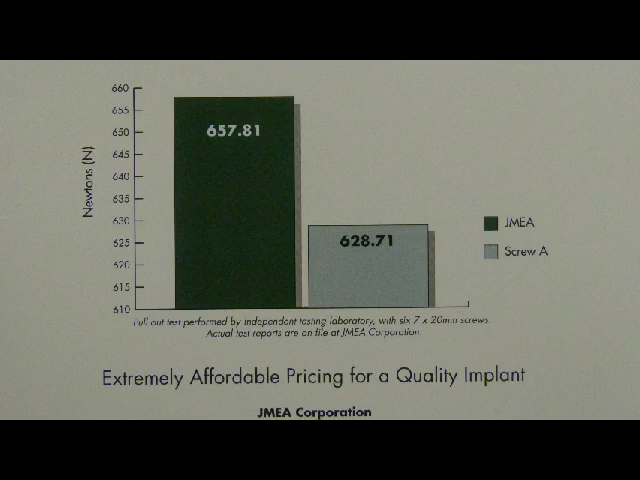 660
655
650
645
640
635
630
625
620
615
610
Newtons (N)
657.81
628.71
JMEA
Screw A
Pull out test performed by independent testing laboratory, with six 7 x 20mm screws.
Actual test reports are on file at JMEA Corporation.
Extremely Affordable Pricing for a Quality Implant
JMEA Corporation